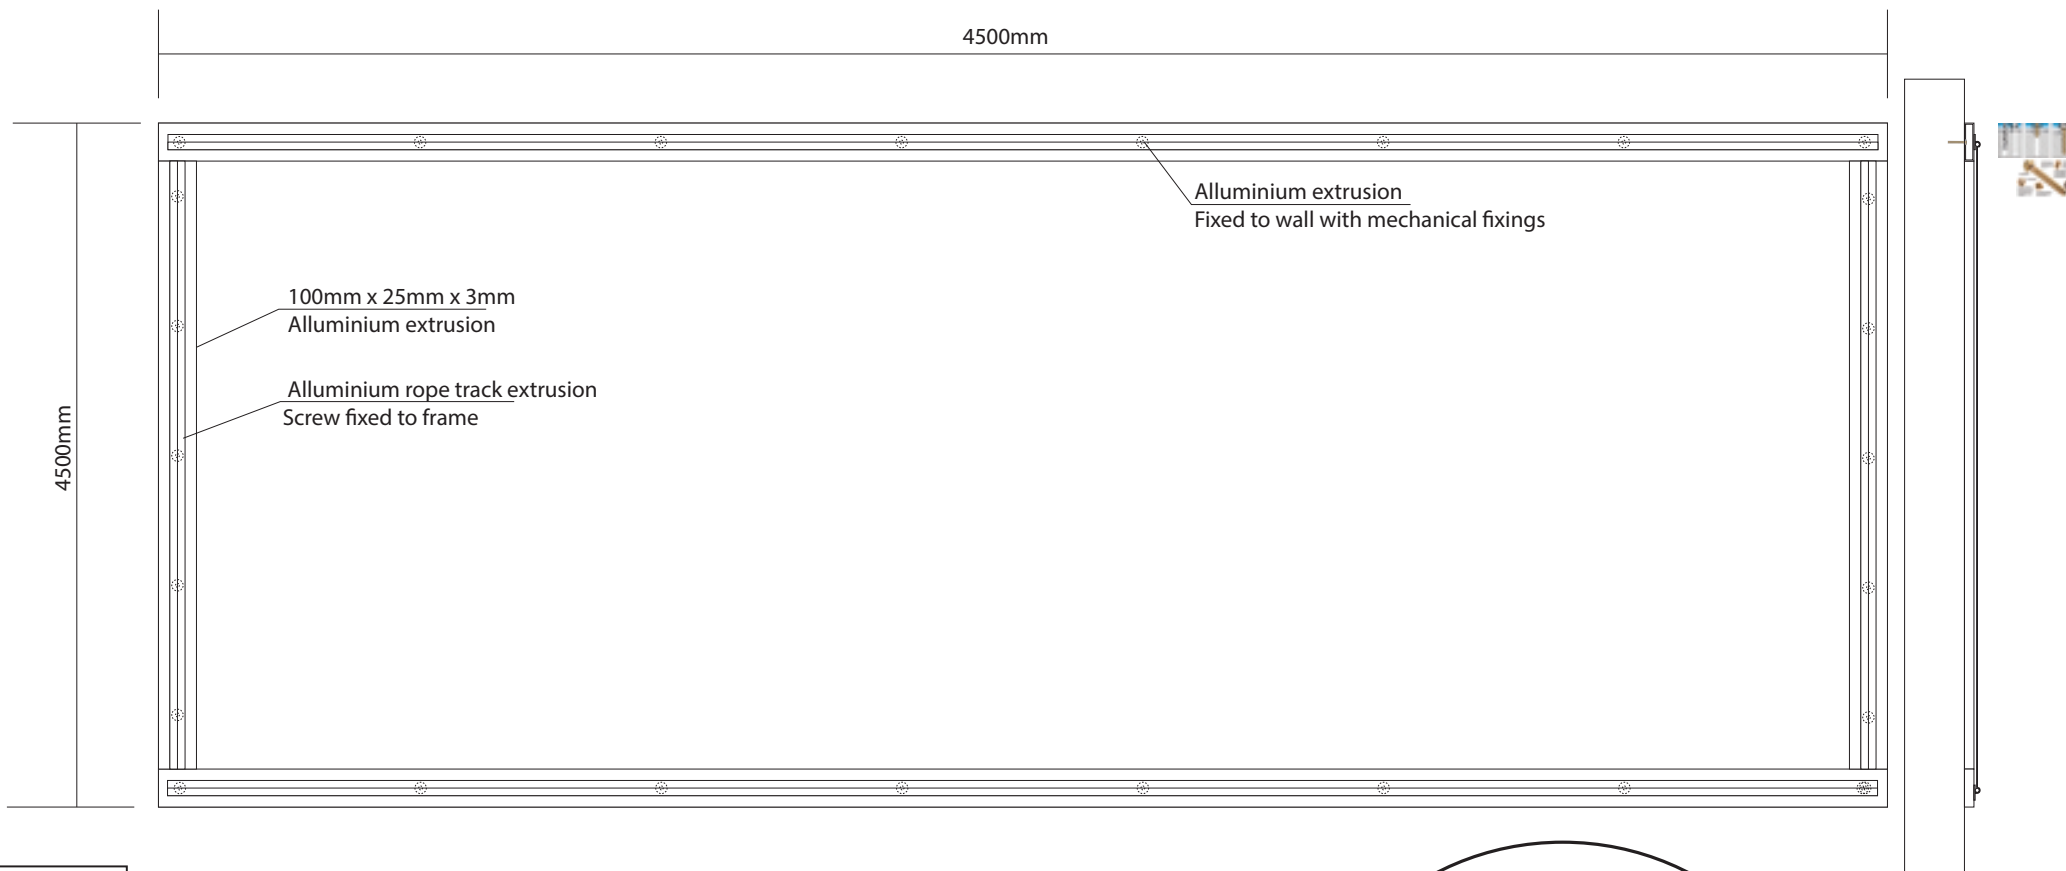 4500mm
Alluminium extrusion
Fixed to wall with mechanical fixings
100mm x 25mm x 3mm
Alluminium extrusion
Alluminium rope track extrusion
Screw fixed to frame
4500mm